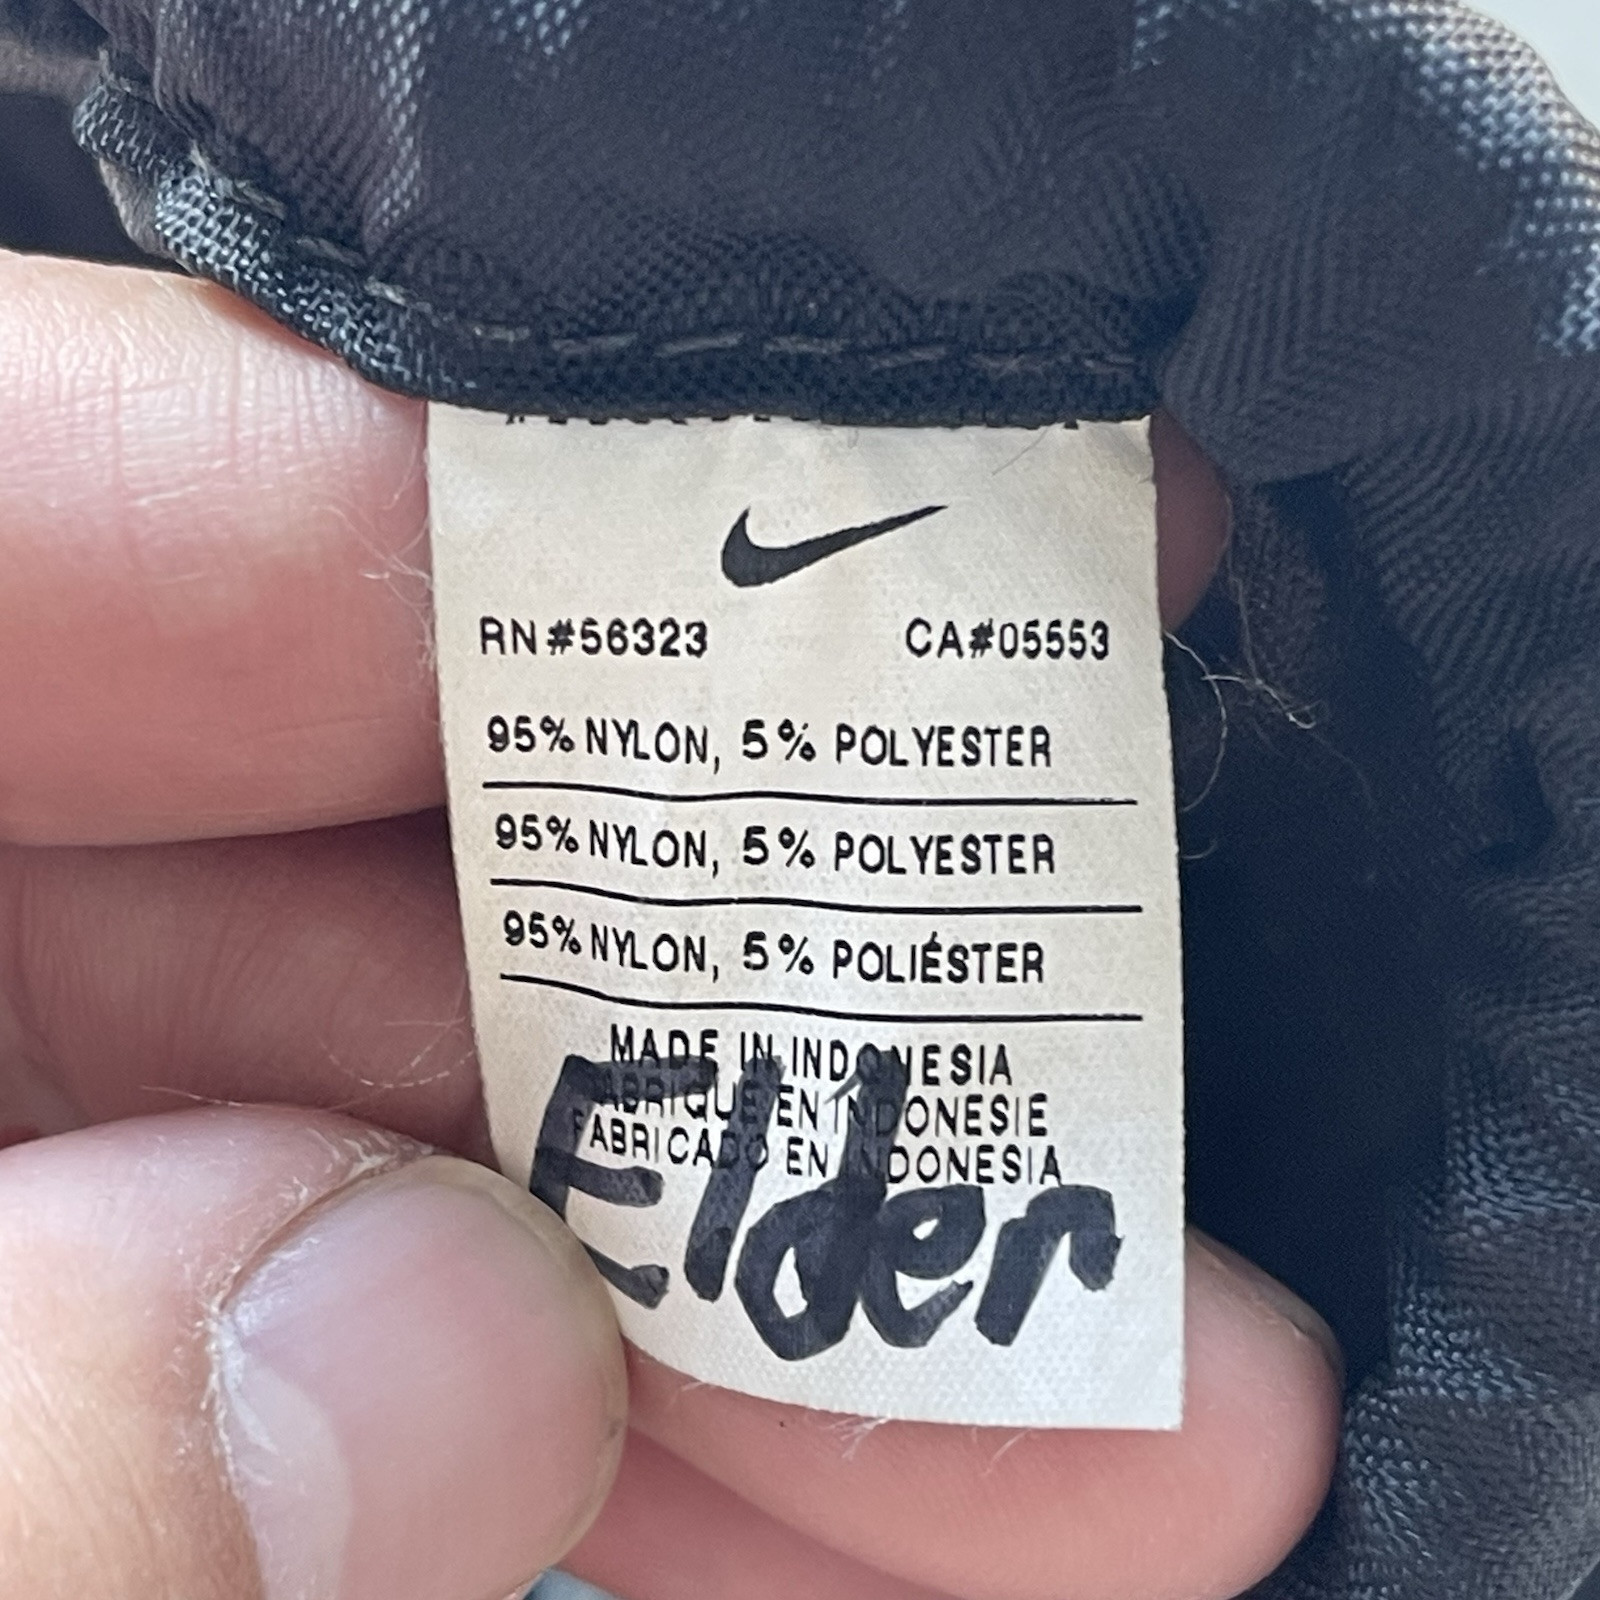 RN#56323 CA#05553
95% NYLON, 5% POLYESTER
95% NYLON, 5% POLYESTER
95% NYLON, 5% POLIÉSTER
MADE IN INDONESIA
FABRIQUE EN INDONESIE
FABRICADO EN INDONESIA
Elder